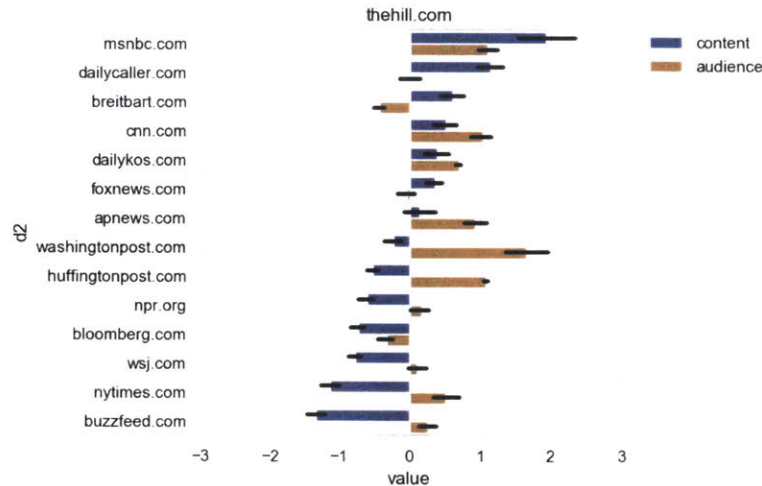 thehill.com
msnbc.com
dailycaller.com
breitbart.com
cnn.com
dailykos.com
foxnews.com
apnews.com
washingtonpost.com
huffingtonpost.com
npr.org
bloomberg.com
wsj.com
nytimes.com
buzzfeed.com
d2
content
audience
−3 −2 −1 0 1 2 3
value